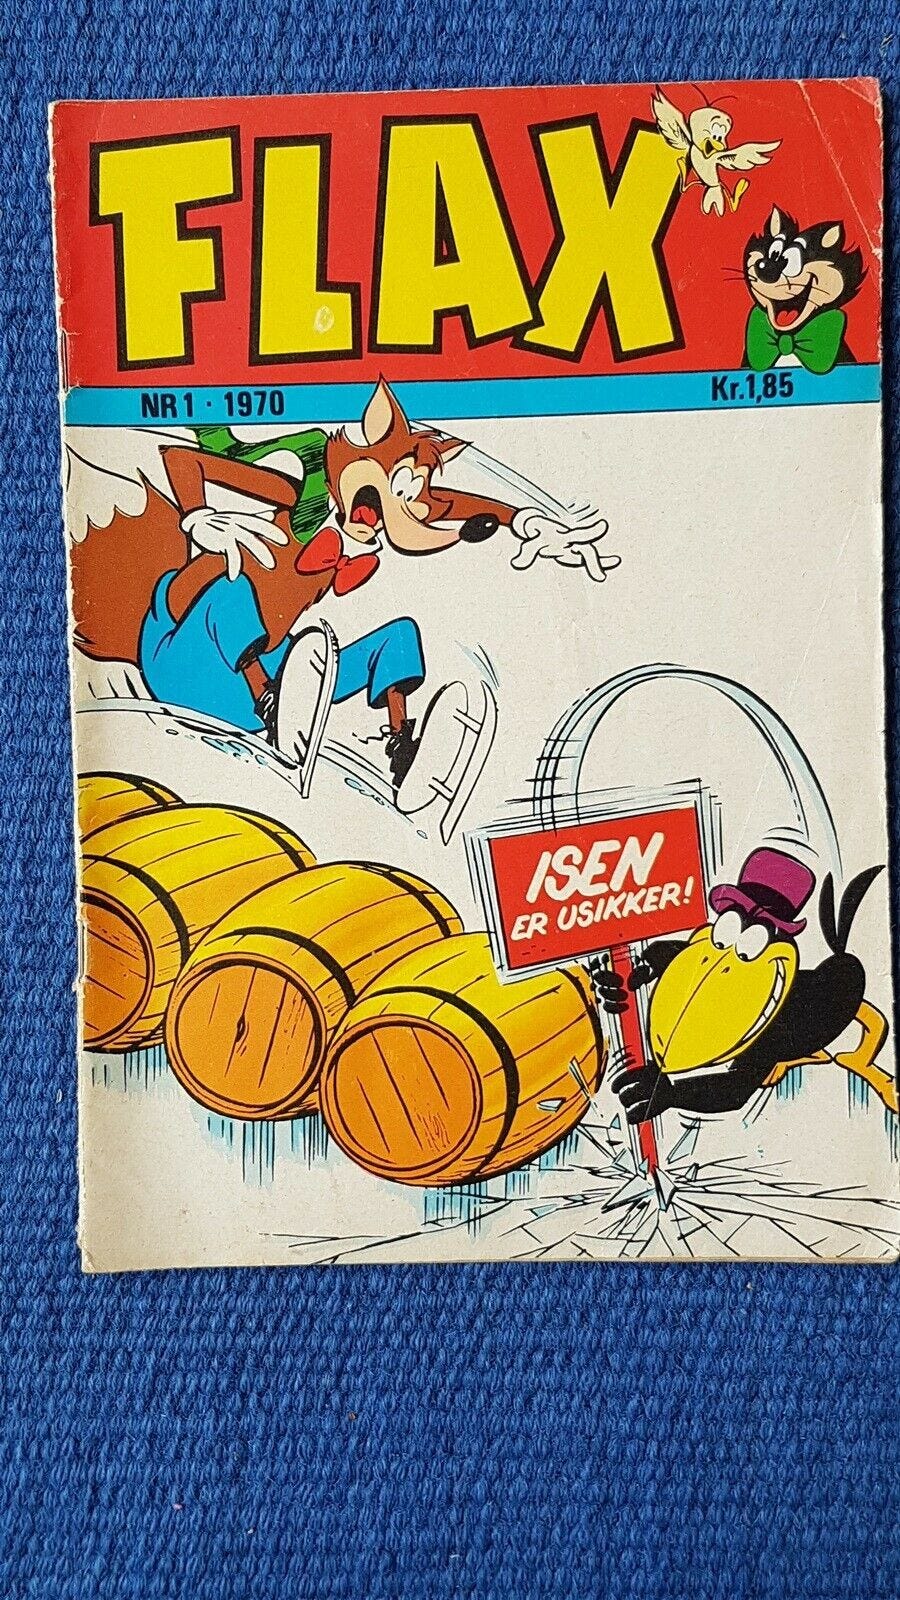 FLAX
NR 1 · 1970 Kr.1,85
ISEN
ER USIKKER!